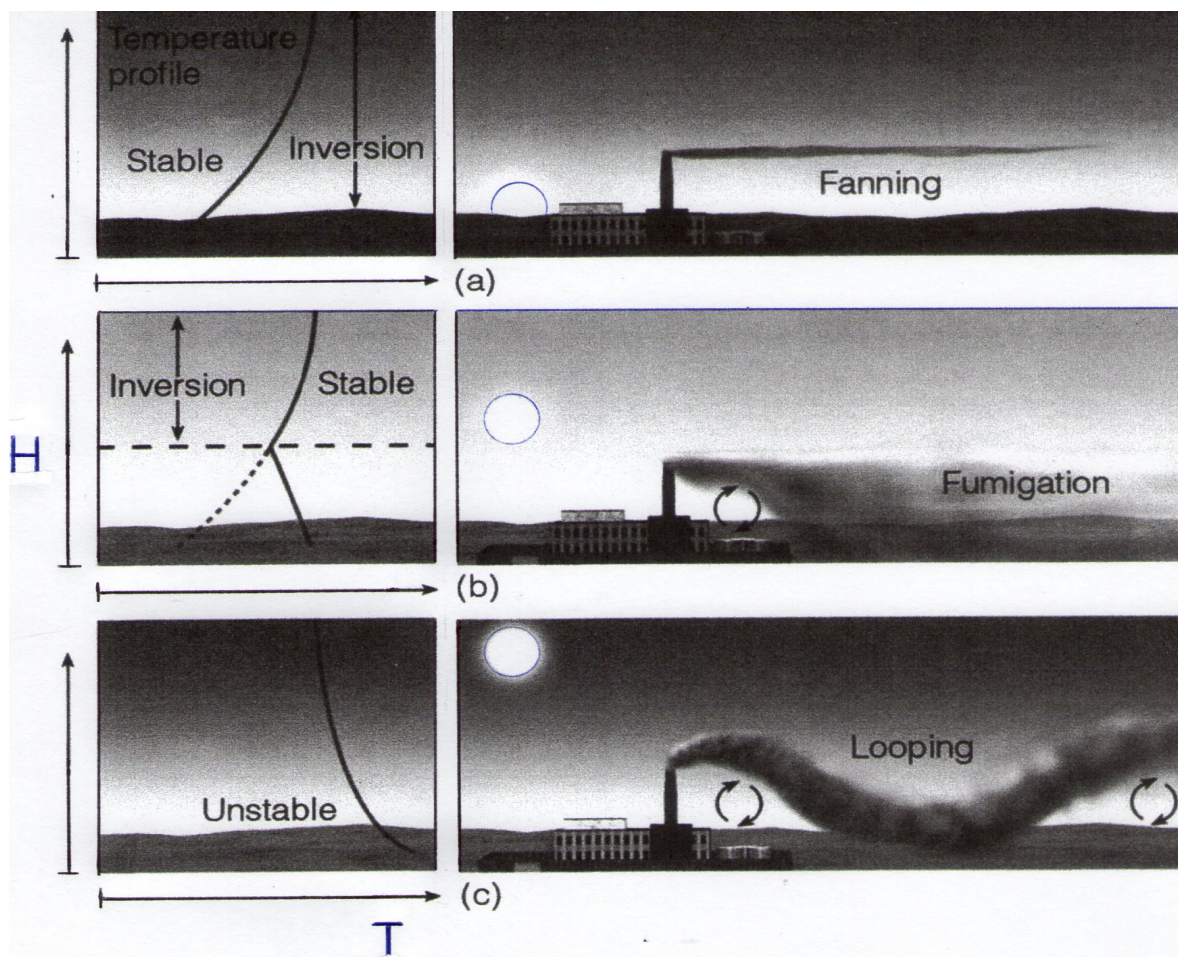 Temperature
profile
Stable
Inversion
Fanning
(a)
Inversion
Stable
Fumigation
H
(b)
Looping
Unstable
(c)
T